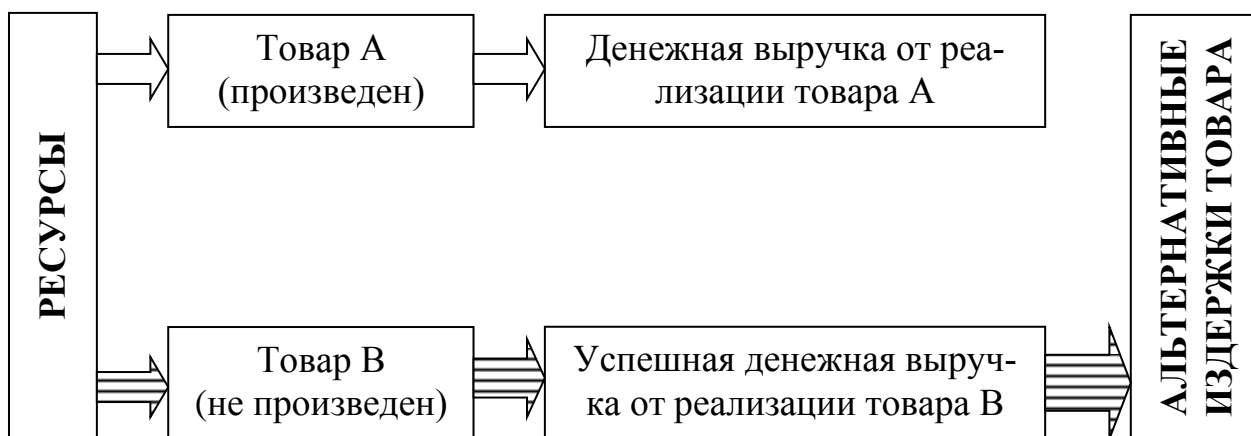 РЕСУРСЫ
Товар А
(произведен)
Денежная выручка от реа-
лизации товара А
Товар В
(не произведен)
Успешная денежная выруч-
ка от реализации товара В
АЛЬТЕРНАТИВНЫЕ
ИЗДЕРЖКИ ТОВАРА